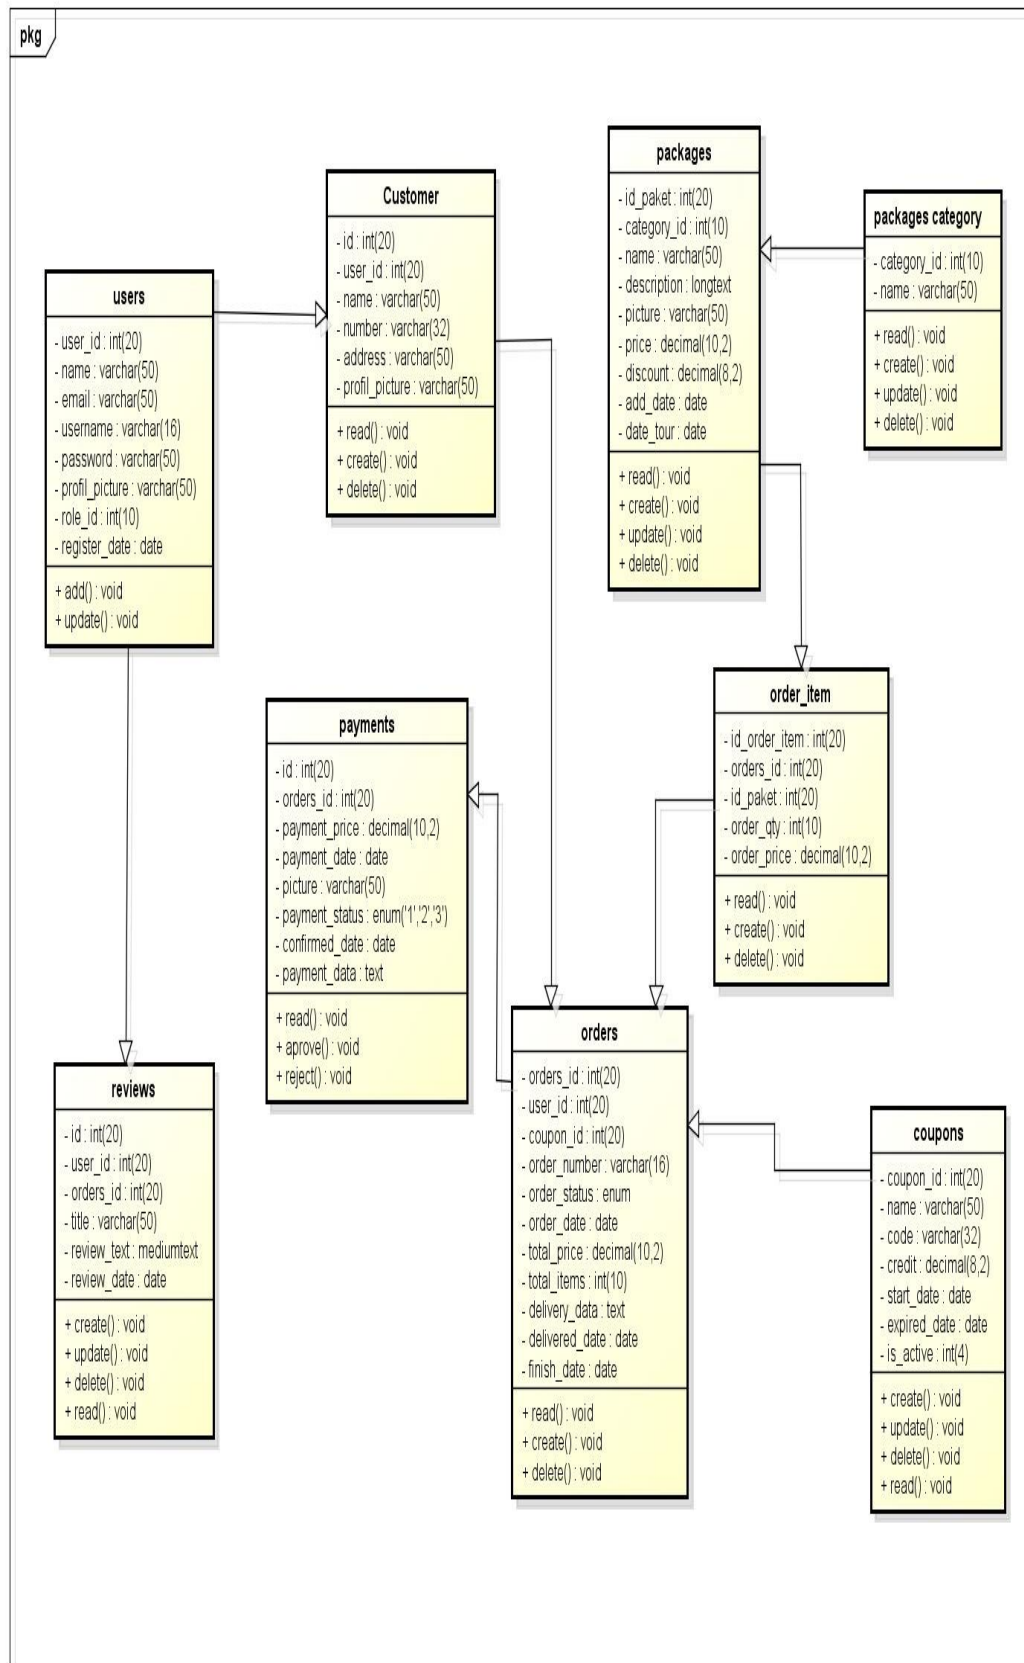 pkg
users
- user_id : int(20)
- name : varchar(50)
- email : varchar(50)
- username : varchar(16)
- password : varchar(50)
- profil_picture : varchar(50)
- role_id : int(10)
- register_date : date
+ add() : void
+ update() : void
Customer
- id : int(20)
- user_id : int(20)
- name : varchar(50)
- number : varchar(32)
- address : varchar(50)
- profil_picture : varchar(50)
+ read() : void
+ create() : void
+ delete() : void
packages
- id_paket : int(20)
- category_id : int(10)
- name : varchar(50)
- description : longtext
- picture : varchar(50)
- price : decimal(10,2)
- discount : decimal(8,2)
- add_date : date
- date_tour : date
+ read() : void
+ create() : void
+ update() : void
+ delete() : void
packages category
- category_id : int(10)
- name : varchar(50)
+ read() : void
+ create() : void
+ update() : void
+ delete() : void
payments
- id : int(20)
- orders_id : int(20)
- payment_price : decimal(10,2)
- payment_date : date
- picture : varchar(50)
- payment_status : enum('1','2','3')
- confirmed_date : date
- payment_data : text
+ read() : void
+ aprove() : void
+ reject() : void
order_item
- id_order_item : int(20)
- orders_id : int(20)
- id_paket : int(20)
- order_qty : int(10)
- order_price : decimal(10,2)
+ read() : void
+ create() : void
+ delete() : void
reviews
- id : int(20)
- user_id : int(20)
- orders_id : int(20)
- title : varchar(50)
- review_text : mediumtext
- review_date : date
+ create() : void
+ update() : void
+ delete() : void
+ read() : void
orders
- orders_id : int(20)
- user_id : int(20)
- coupon_id : int(20)
- order_number : varchar(16)
- order_status : enum
- order_date : date
- total_price : decimal(10,2)
- total_items : int(10)
- delivery_data : text
- delivered_date : date
- finish_date : date
+ read() : void
+ create() : void
+ delete() : void
coupons
- coupon_id : int(20)
- name : varchar(50)
- code : varchar(32)
- credit : decimal(8,2)
- start_date : date
- expired_date : date
- is_active : int(4)
+ create() : void
+ update() : void
+ delete() : void
+ read() : void